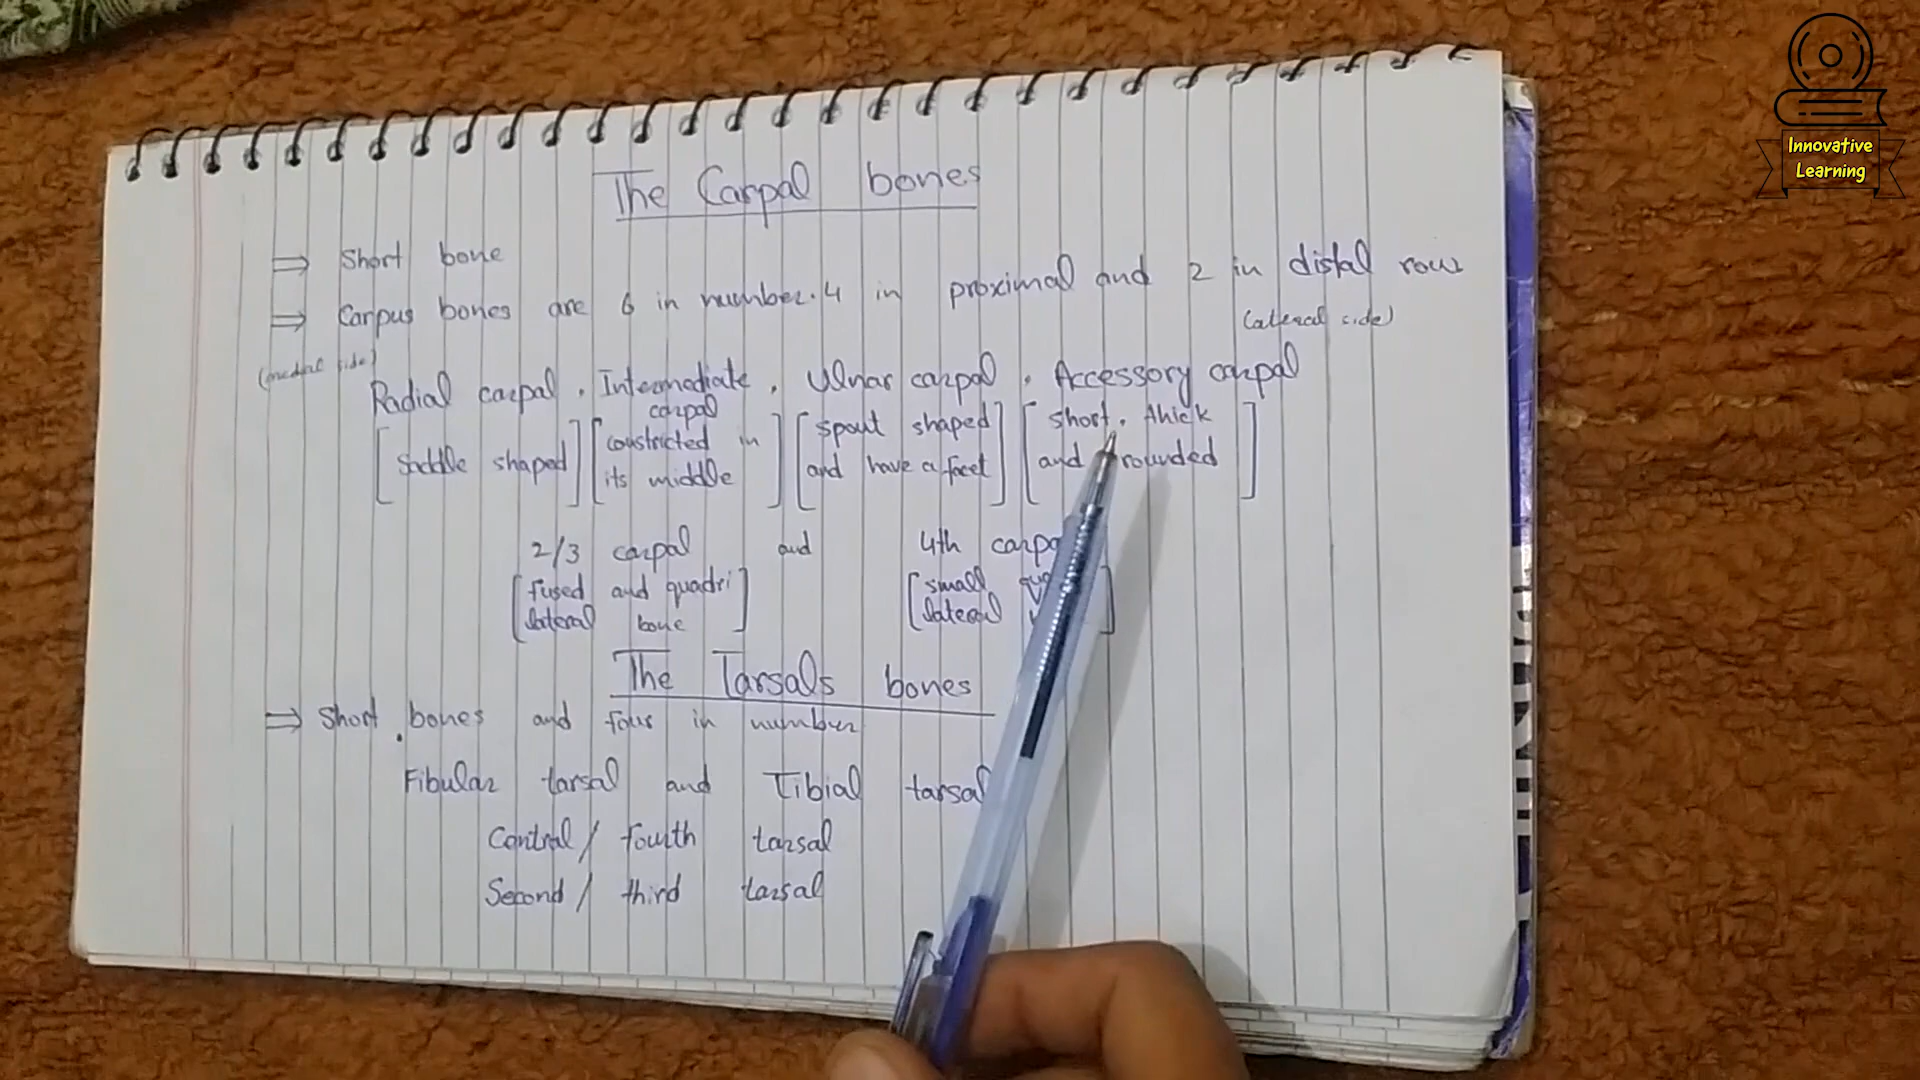 The Carpal bones
⇒ Short bone
⇒ Carpus bones are 6 in number. 4 in proximal and 2 in distal row
(medial side) (lateral side)
Radial carpal, Intermediate carpal, Ulnar carpal, Accessory carpal
[Saddle shaped] [constricted in its middle] [spout shaped and have a facet] [short, thick and rounded]
2/3 carpal and 4th
[fused and quadri lateral bone] [small lateral]
The Tarsals bones
⇒ Short bones and four in number
Fibular tarsal and Tibial tarsal
Central / fourth tarsal
Second / third tarsal
Innovative
Learning